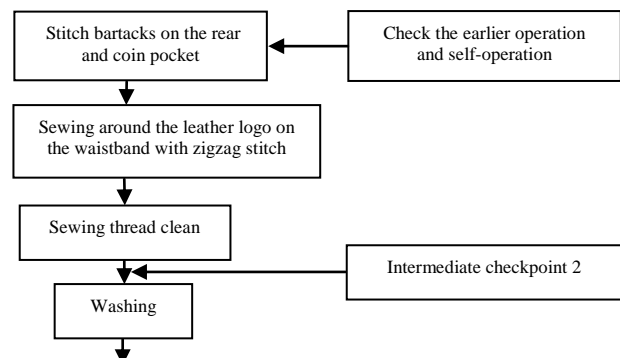 Stitch bartacks on the rear
and coin pocket
Check the earlier operation
and self-operation
Sewing around the leather logo on
the waistband with zigzag stitch
Sewing thread clean
Intermediate checkpoint 2
Washing